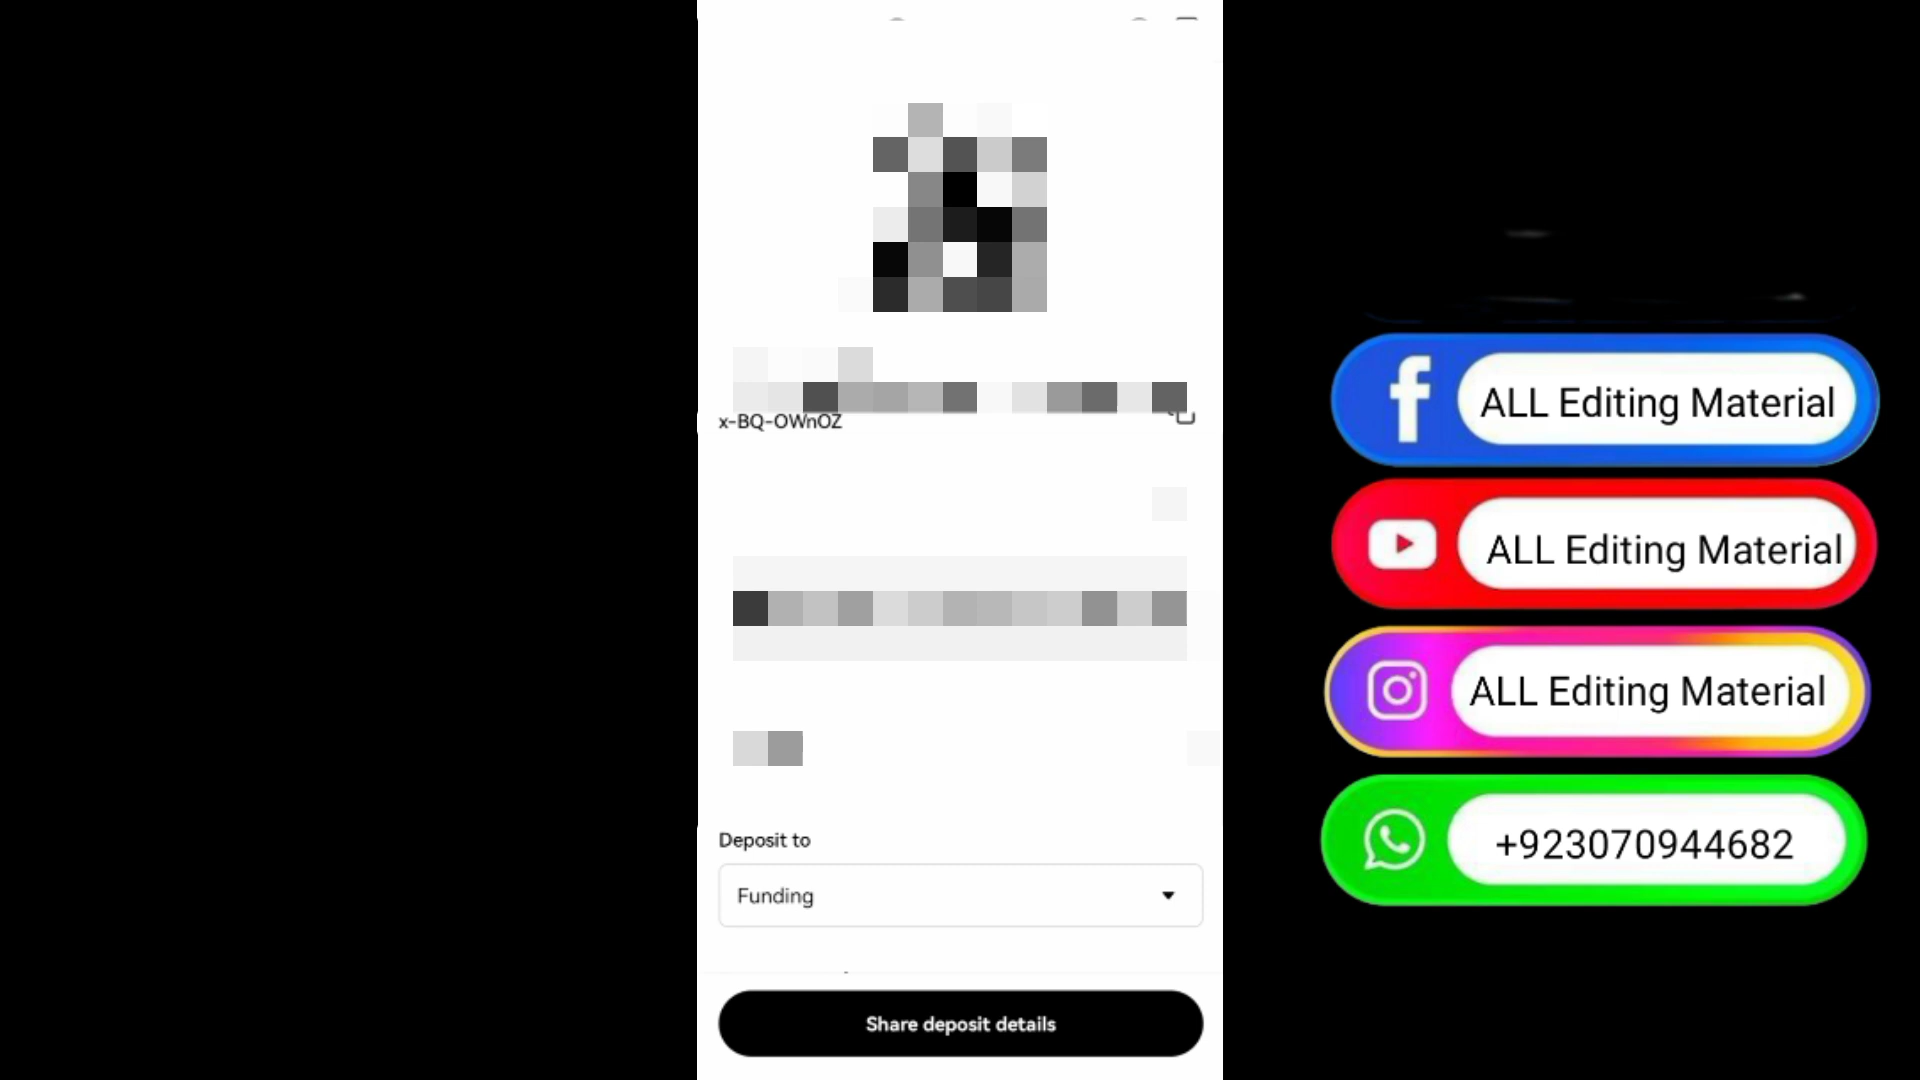 x-BQ-OWnOZ
Deposit to
Funding
Share deposit details
ALL Editing Material
ALL Editing Material
ALL Editing Material
+923070944682